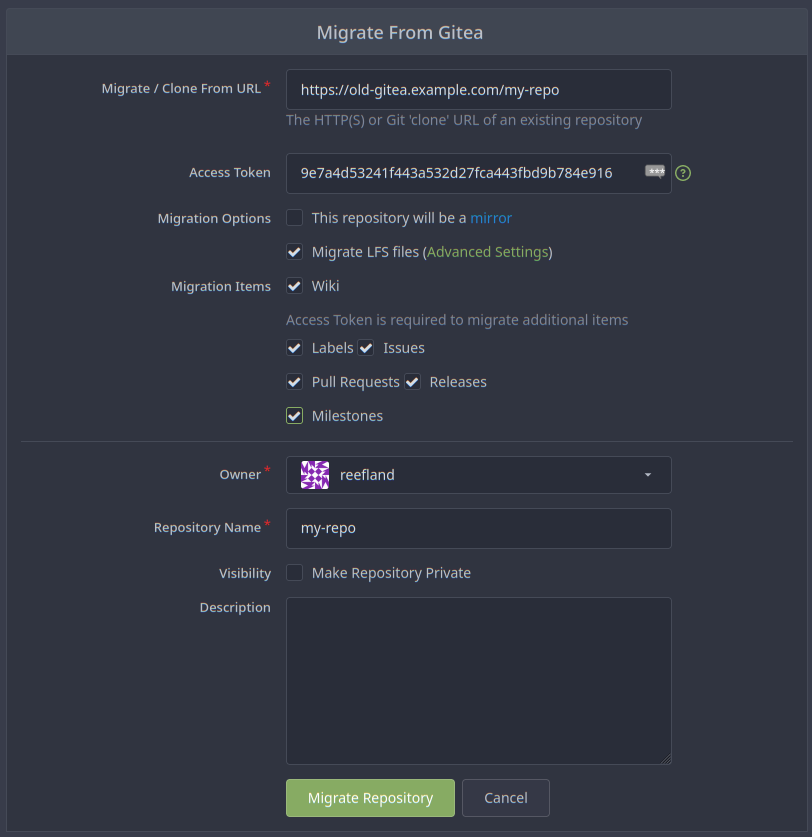 Migrate From Gitea
Migrate / Clone From URL *
https://old-gitea.example.com/my-repo
The HTTP(S) or Git 'clone' URL of an existing repository
Access Token
9e7a4d53241f443a532d27fca443fbd9b784e916
***
?
Migration Options
This repository will be a mirror
Migrate LFS files (Advanced Settings)
Migration Items
Wiki
Access Token is required to migrate additional items
Labels
Issues
Pull Requests
Releases
Milestones
Owner *
reefland
Repository Name *
my-repo
Visibility
Make Repository Private
Description
Migrate Repository
Cancel